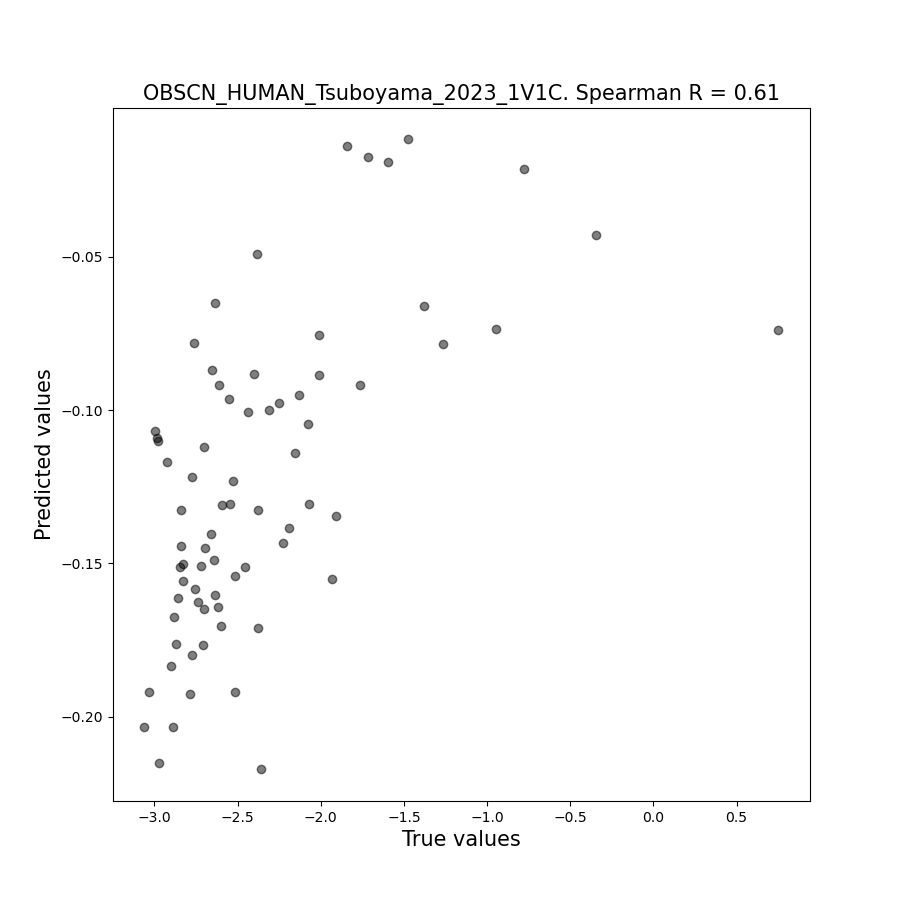 OBSCN_HUMAN_Tsuboyama_2023_1V1C. Spearman R = 0.61
Predicted values
−0.05
−0.10
−0.15
−0.20
−3.0 −2.5 −2.0 −1.5 −1.0 −0.5 0.0 0.5
True values